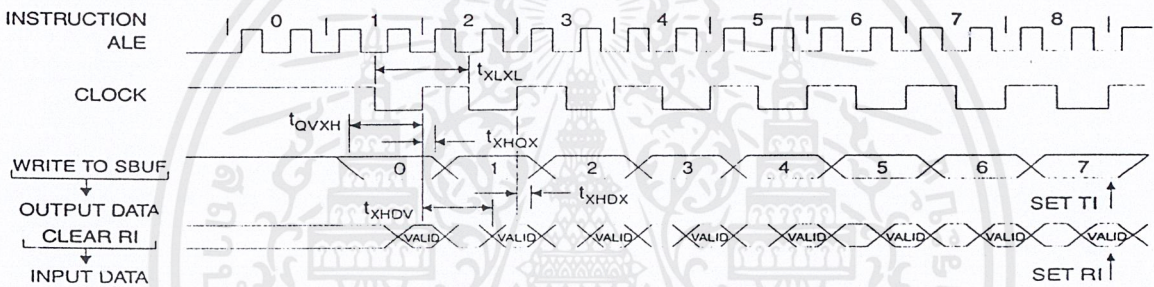 INSTRUCTION | 0 | 1 | 2 | 3 | 4 | 5 | 6 | 7 | 8 |
ALE
tXLXL
CLOCK
tQVXH
tXHQX
WRITE TO SBUF
0 1 2 3 4 5 6 7
tXHDX
SET TI
OUTPUT DATA
tXHDV
CLEAR RI
VALID VALID VALID VALID VALID VALID VALID VALID
INPUT DATA
SET RI